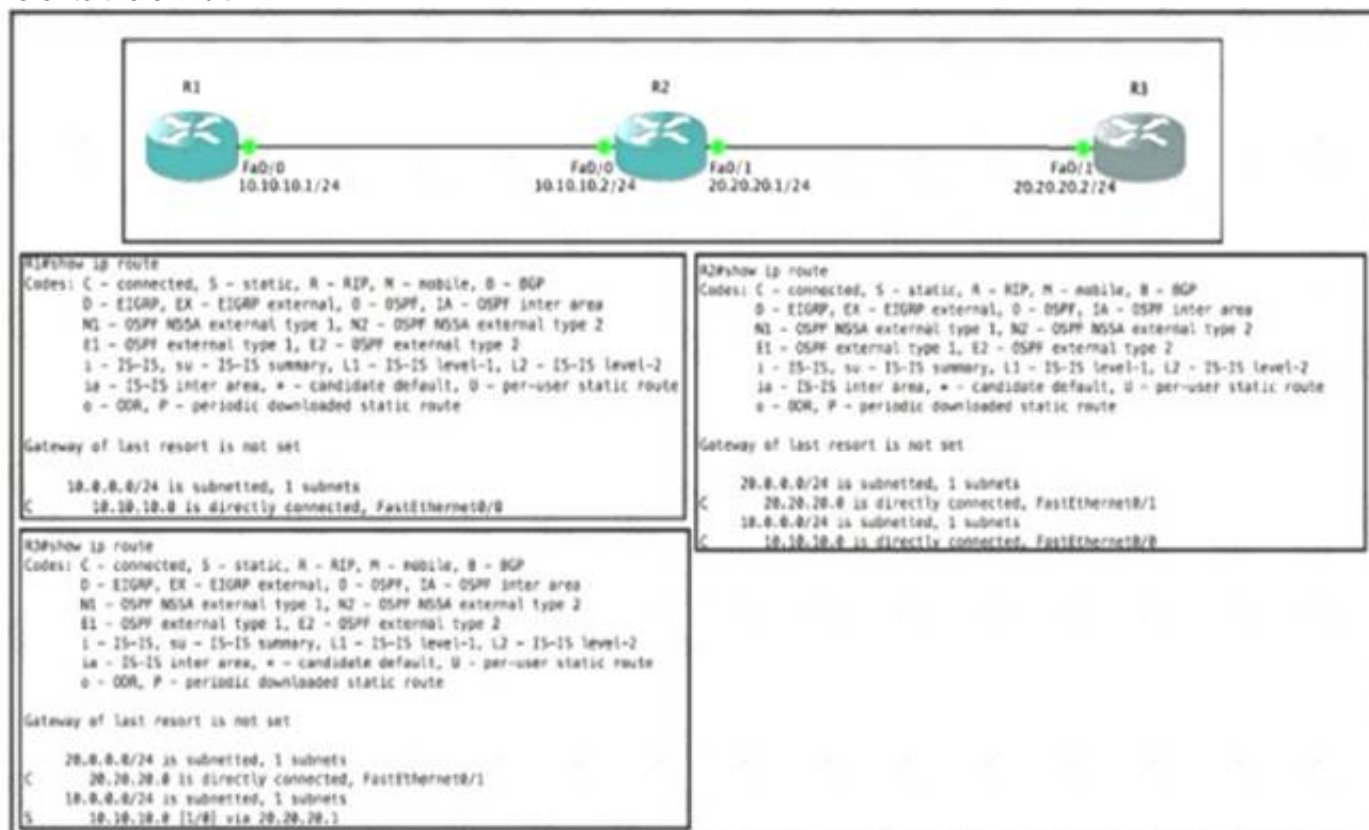 R1
R2
R3
Fa0/0
10.10.10.1/24
Fa0/0
10.10.10.2/24
Fa0/1
20.20.20.1/24
Fa0/1
20.20.20.2/24
R1#show ip route
Codes: C - connected, S - static, R - RIP, M - mobile, B - BGP
D - EIGRP, EX - EIGRP external, O - OSPF, IA - OSPF inter area
N1 - OSPF NSSA external type 1, N2 - OSPF NSSA external type 2
E1 - OSPF external type 1, E2 - OSPF external type 2
i - IS-IS, su - IS-IS summary, L1 - IS-IS level-1, L2 - IS-IS level-2
ia - IS-IS inter area, * - candidate default, U - per-user static route
o - ODR, P - periodic downloaded static route
Gateway of last resort is not set
10.0.0.0/24 is subnetted, 1 subnets
C 10.10.10.0 is directly connected, FastEthernet0/0
R2#show ip route
Codes: C - connected, S - static, R - RIP, M - mobile, B - BGP
D - EIGRP, EX - EIGRP external, O - OSPF, IA - OSPF inter area
N1 - OSPF NSSA external type 1, N2 - OSPF NSSA external type 2
E1 - OSPF external type 1, E2 - OSPF external type 2
i - IS-IS, su - IS-IS summary, L1 - IS-IS level-1, L2 - IS-IS level-2
ia - IS-IS inter area, * - candidate default, U - per-user static route
o - ODR, P - periodic downloaded static route
Gateway of last resort is not set
20.0.0.0/24 is subnetted, 1 subnets
C 20.20.20.0 is directly connected, FastEthernet0/1
10.0.0.0/24 is subnetted, 1 subnets
C 10.10.10.0 is directly connected, FastEthernet0/0
R3#show ip route
Codes: C - connected, S - static, R - RIP, M - mobile, B - BGP
D - EIGRP, EX - EIGRP external, O - OSPF, IA - OSPF inter area
N1 - OSPF NSSA external type 1, N2 - OSPF NSSA external type 2
E1 - OSPF external type 1, E2 - OSPF external type 2
i - IS-IS, su - IS-IS summary, L1 - IS-IS level-1, L2 - IS-IS level-2
ia - IS-IS inter area, * - candidate default, U - per-user static route
o - ODR, P - periodic downloaded static route
Gateway of last resort is not set
20.0.0.0/24 is subnetted, 1 subnets
C 20.20.20.0 is directly connected, FastEthernet0/1
10.0.0.0/24 is subnetted, 1 subnets
S 10.10.10.0 [1/0] via 20.20.20.1